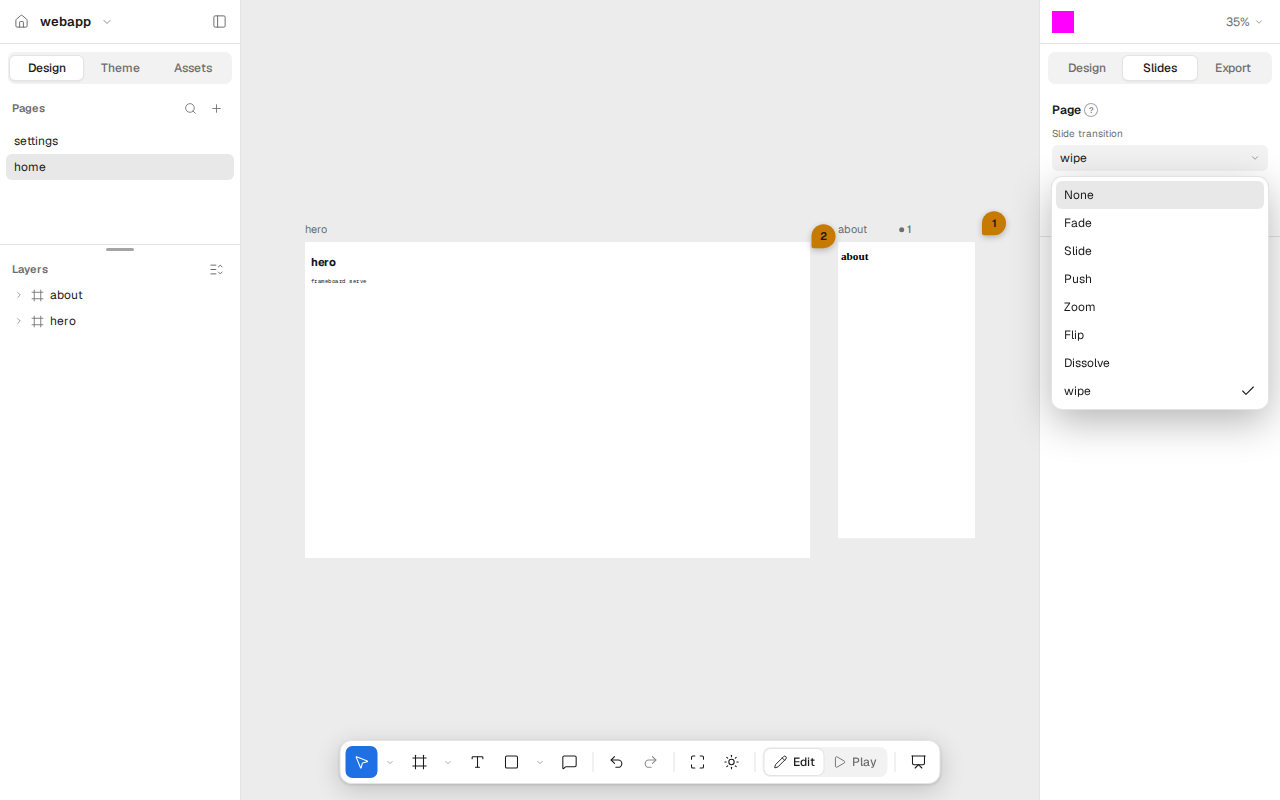 webapp
Design
Theme
Assets
Pages
settings
home
Layers
about
hero
hero
2
about
1
1
hero
frameboard serve
about
Edit
Play
35%
Design
Slides
Export
Page ?
Slide transition
wipe
None
Fade
Slide
Push
Zoom
Flip
Dissolve
wipe